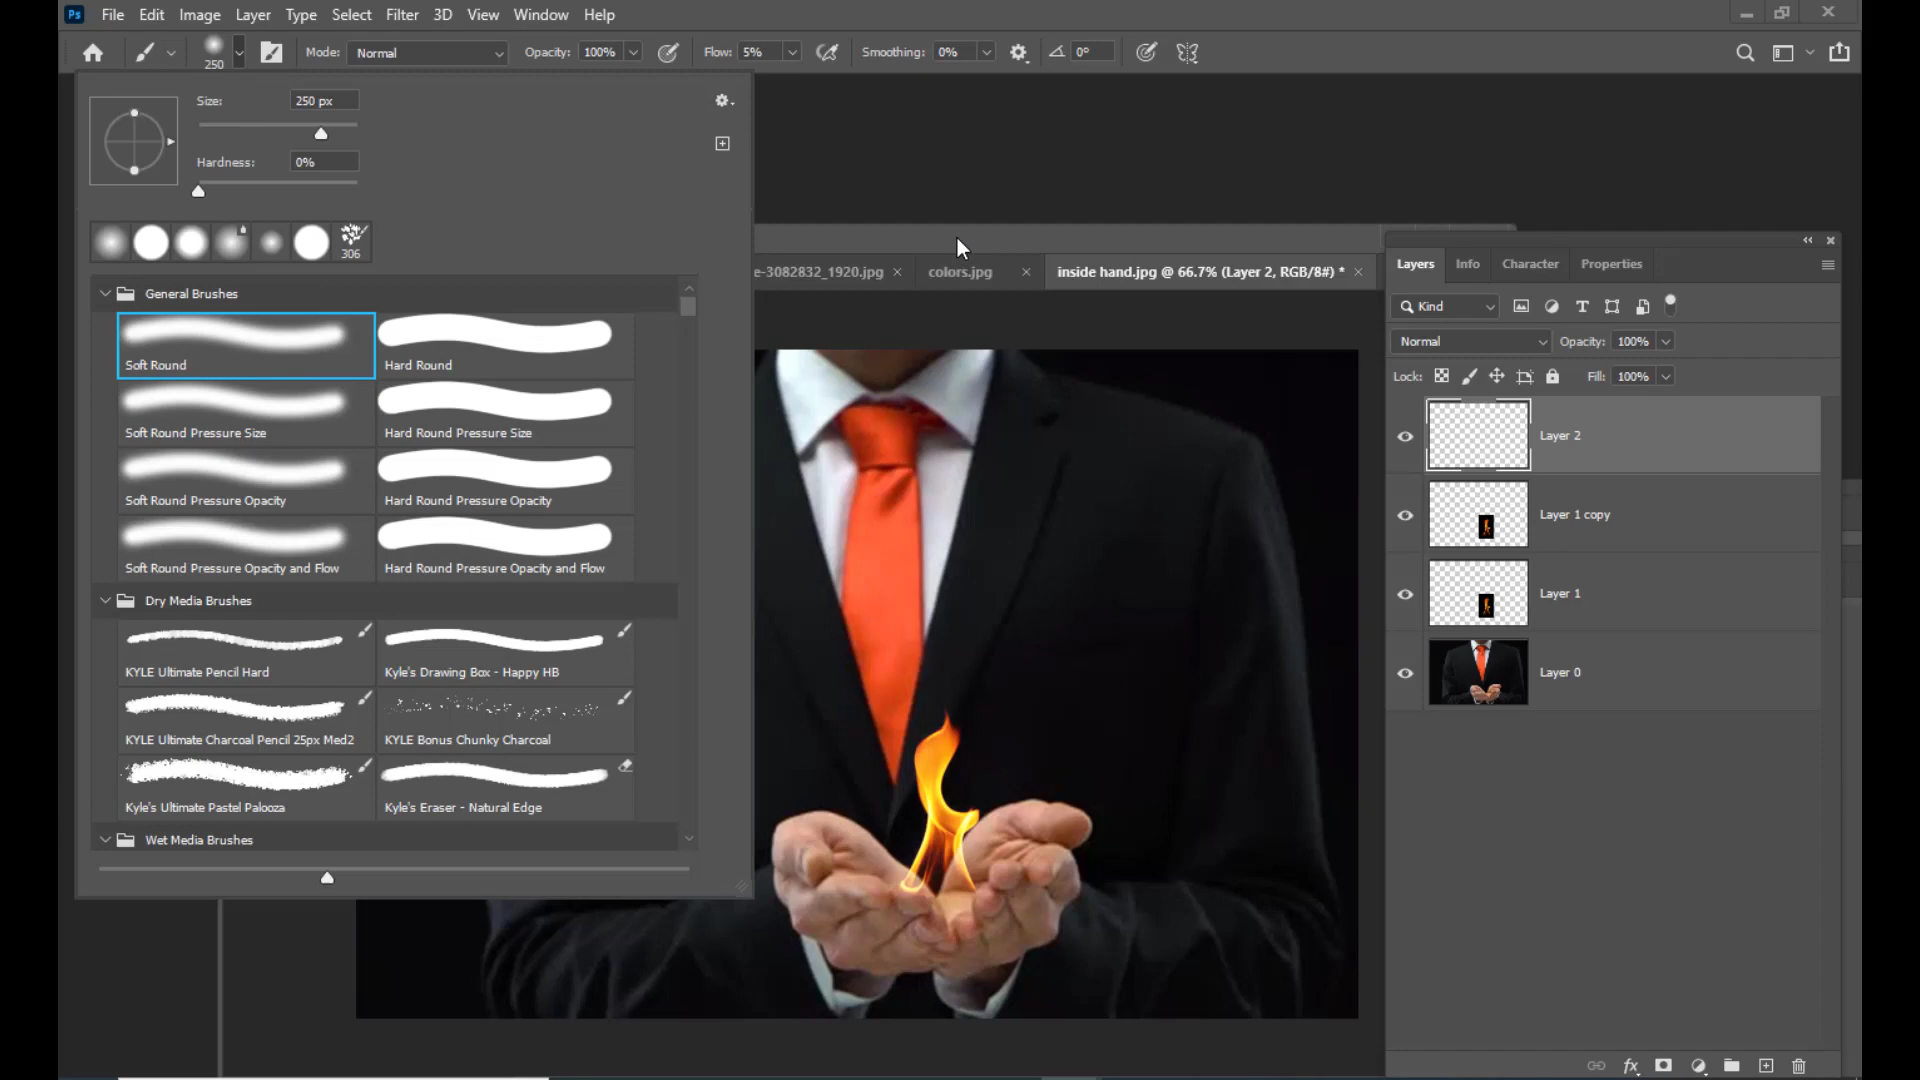 Ps File Edit Image Layer Type Select Filter 3D View Window Help
250 Mode: Normal Opacity: 100% Flow: 5% Smoothing: 0% 0°
Size: 250 px
Hardness: 0%
306
General Brushes
Soft Round Hard Round
Soft Round Pressure Size Hard Round Pressure Size
Soft Round Pressure Opacity Hard Round Pressure Opacity
Soft Round Pressure Opacity and Flow Hard Round Pressure Opacity and Flow
Dry Media Brushes
KYLE Ultimate Pencil Hard Kyle's Drawing Box - Happy HB
KYLE Ultimate Charcoal Pencil 25px Med2 KYLE Bonus Chunky Charcoal
Kyle's Ultimate Pastel Palooza Kyle's Eraser - Natural Edge
Wet Media Brushes
e-3082832_1920.jpg × colors.jpg × inside hand.jpg @ 66.7% (Layer 2, RGB/8#) * ×
Layers Info Character Properties
Kind
Normal Opacity: 100%
Lock: Fill: 100%
Layer 2
Layer 1 copy
Layer 1
Layer 0
fx